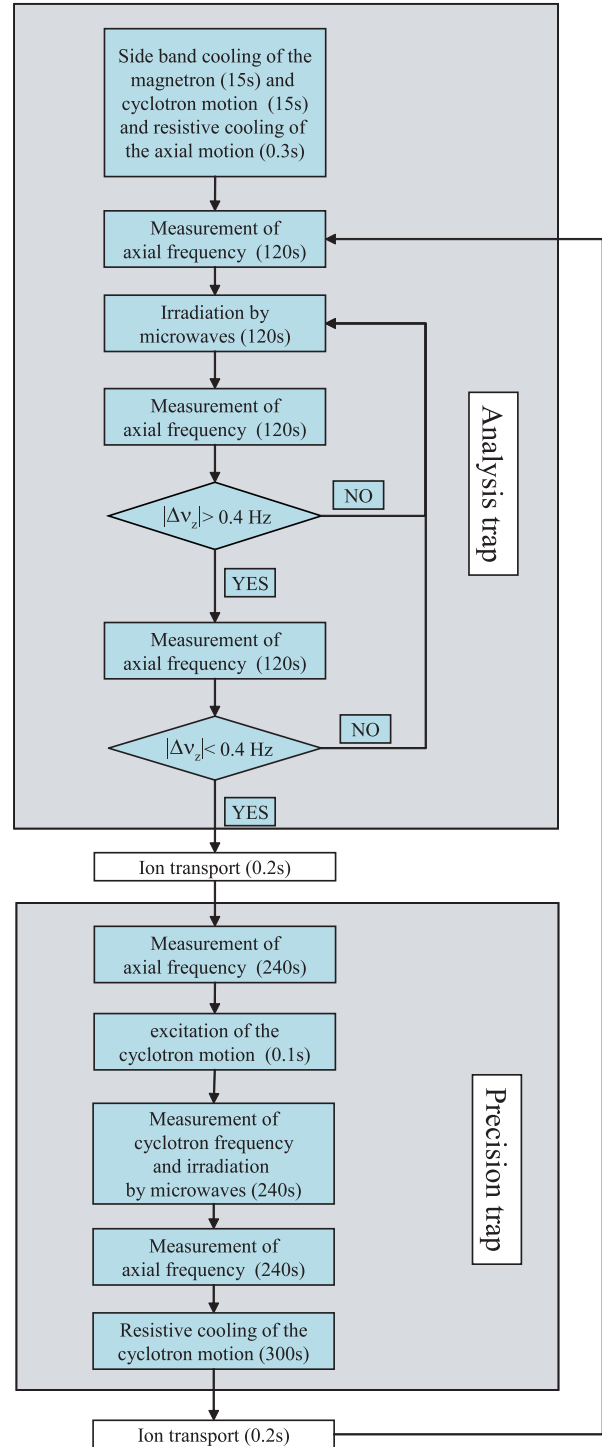 Side band cooling of the
magnetron (15s) and
cyclotron motion (15s)
and resistive cooling of
the axial motion (0.3s)
Measurement of
axial frequency (120s)
Irradiation by
microwaves (120s)
Measurement of
axial frequency (120s)
|Δν_z|> 0.4 Hz
NO
YES
Measurement of
axial frequency (120s)
|Δν_z|< 0.4 Hz
NO
YES
Analysis trap
Ion transport (0.2s)
Measurement of
axial frequency (240s)
excitation of the
cyclotron motion (0.1s)
Measurement of
cyclotron frequency
and irradiation
by microwaves (240s)
Measurement of
axial frequency (240s)
Resistive cooling of the
cyclotron motion (300s)
Precision trap
Ion transport (0.2s)